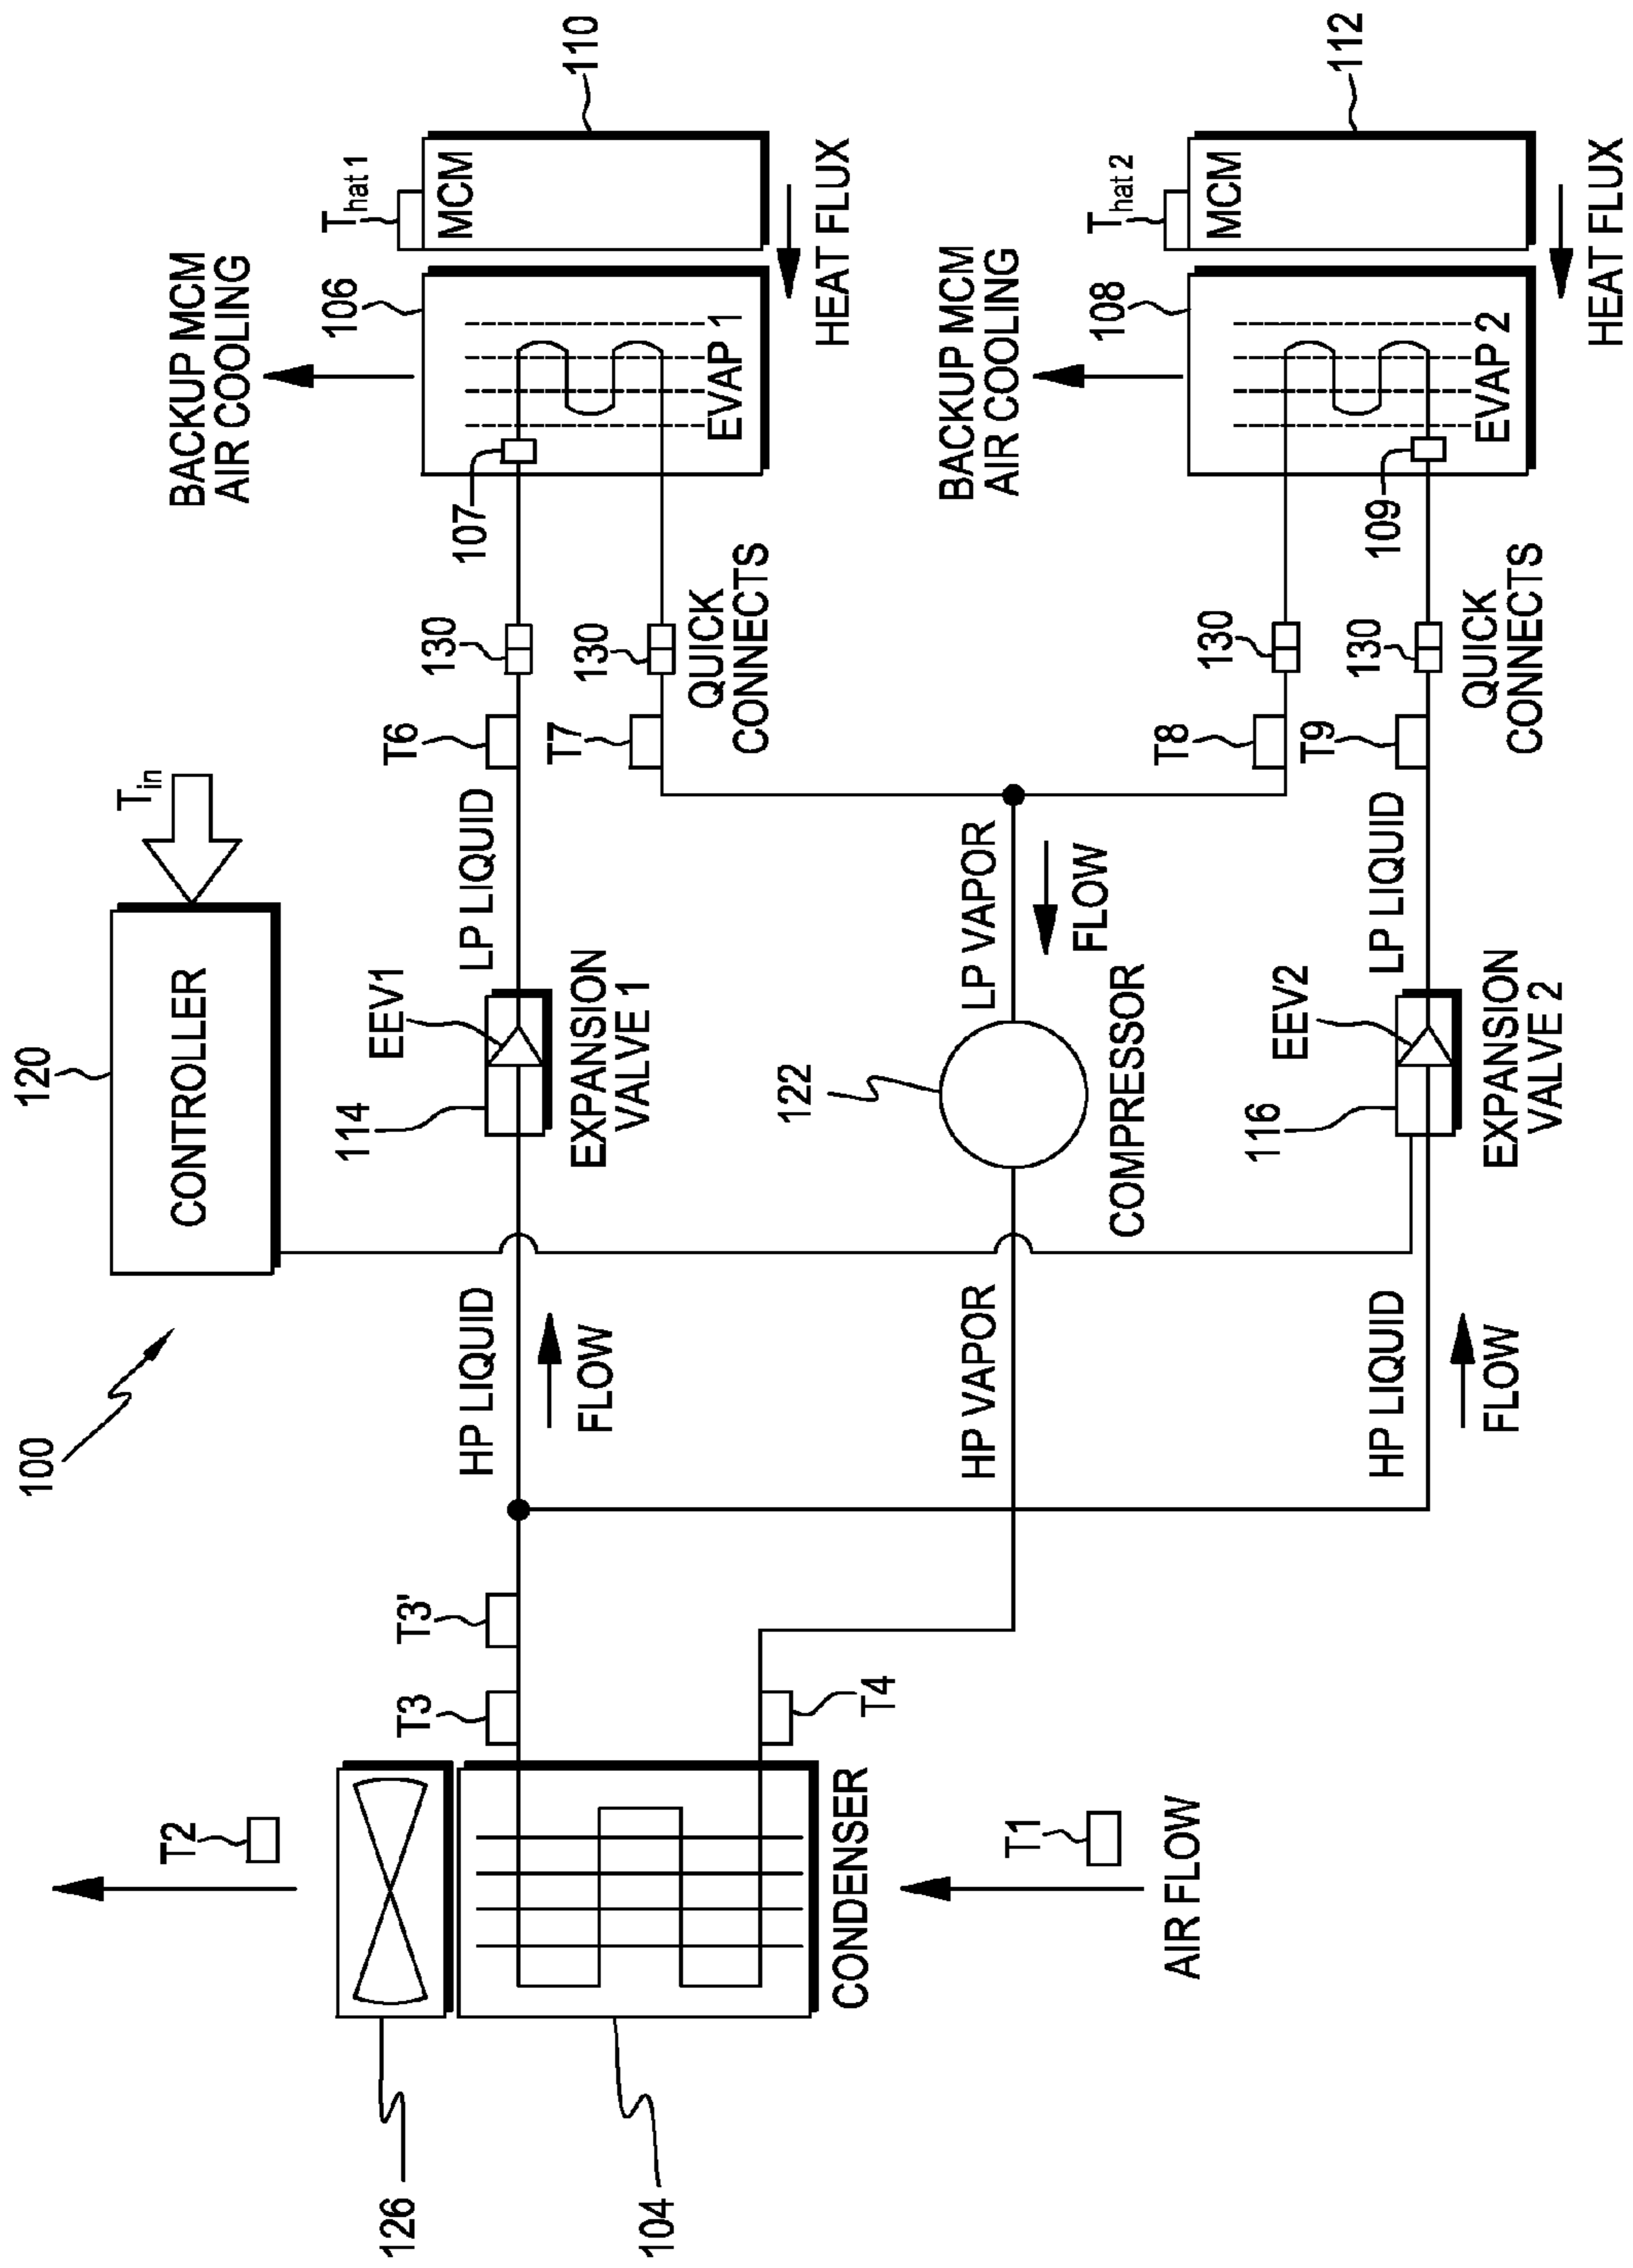 100
120
CONTROLLER
T in
126
T2
T3
T3'
104
CONDENSER
T4
T1
AIR FLOW
HP LIQUID
FLOW
114
EEV1
EXPANSION
VALVE 1
LP LIQUID
T6
130
T7
130
QUICK
CONNECTS
107
106
EVAP 1
BACKUP MCM
AIR COOLING
T hat 1
MCM
110
HEAT FLUX
HP VAPOR
122
COMPRESSOR
LP VAPOR
FLOW
HP LIQUID
FLOW
116
EEV2
EXPANSION
VALVE 2
LP LIQUID
T8
130
T9
130
QUICK
CONNECTS
109
108
EVAP 2
BACKUP MCM
AIR COOLING
T hat 2
MCM
112
HEAT FLUX